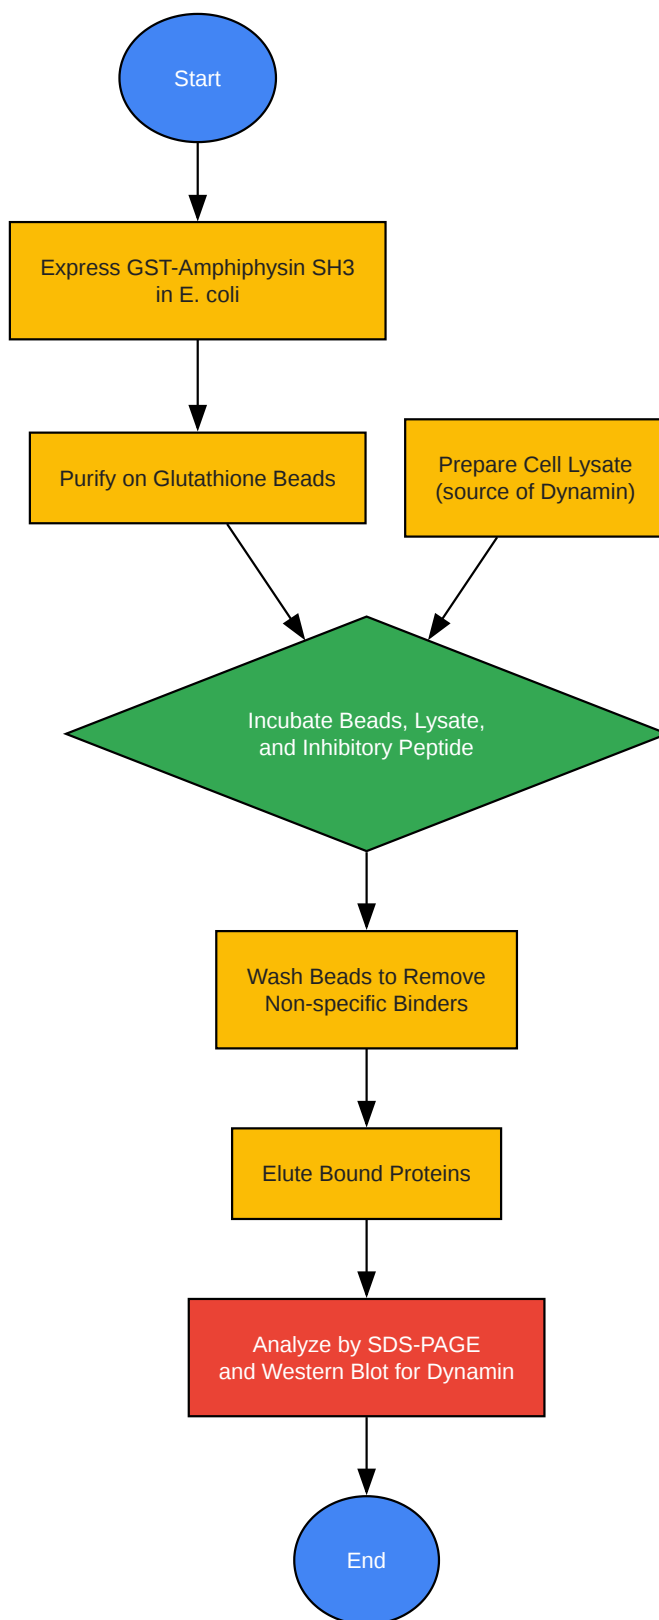 Start
Express GST-Amphiphysin SH3
in E. coli
Purify on Glutathione Beads
Prepare Cell Lysate
(source of Dynamin)
Incubate Beads, Lysate,
and Inhibitory Peptide
Wash Beads to Remove
Non-specific Binders
Elute Bound Proteins
Analyze by SDS-PAGE
and Western Blot for Dynamin
End